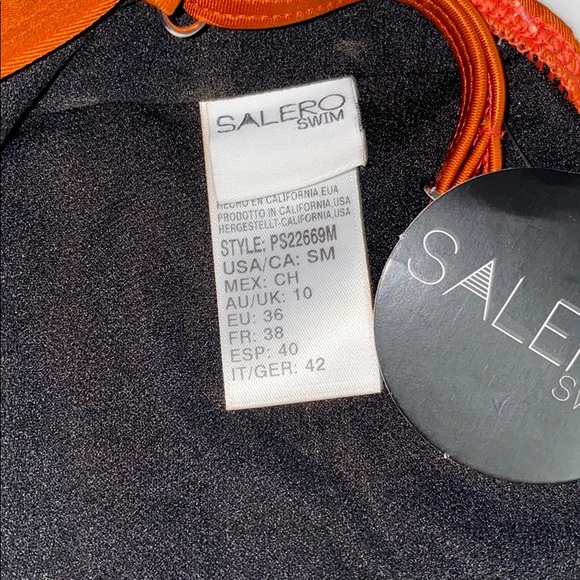 SALERO
SWIM
HECHO EN CALIFORNIA,EUA
PRODOTTO IN CALIFORNIA,USA
HERGESTELLT-CALIFORNIA,USA
STYLE: PS22669M
USA/CA: SM
MEX: CH
AU/UK: 10
EU: 36
FR: 38
ESP: 40
IT/GER: 42
SALERO